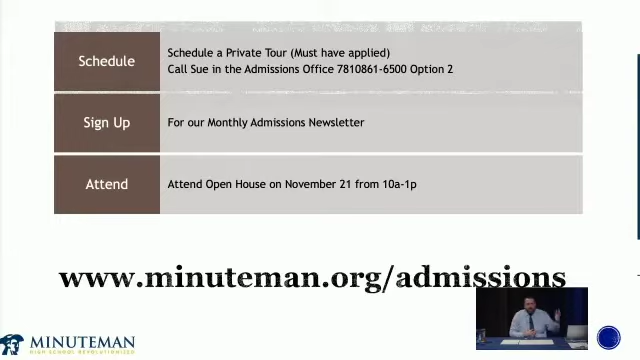 Schedule
Schedule a Private Tour (Must have applied)
Call Sue in the Admissions Office 7810861-6500 Option 2
Sign Up
For our Monthly Admissions Newsletter
Attend
Attend Open House on November 21 from 10a-1p
www.minuteman.org/admissions
MINUTEMAN
HIGH SCHOOL REVOLUTIONIZED